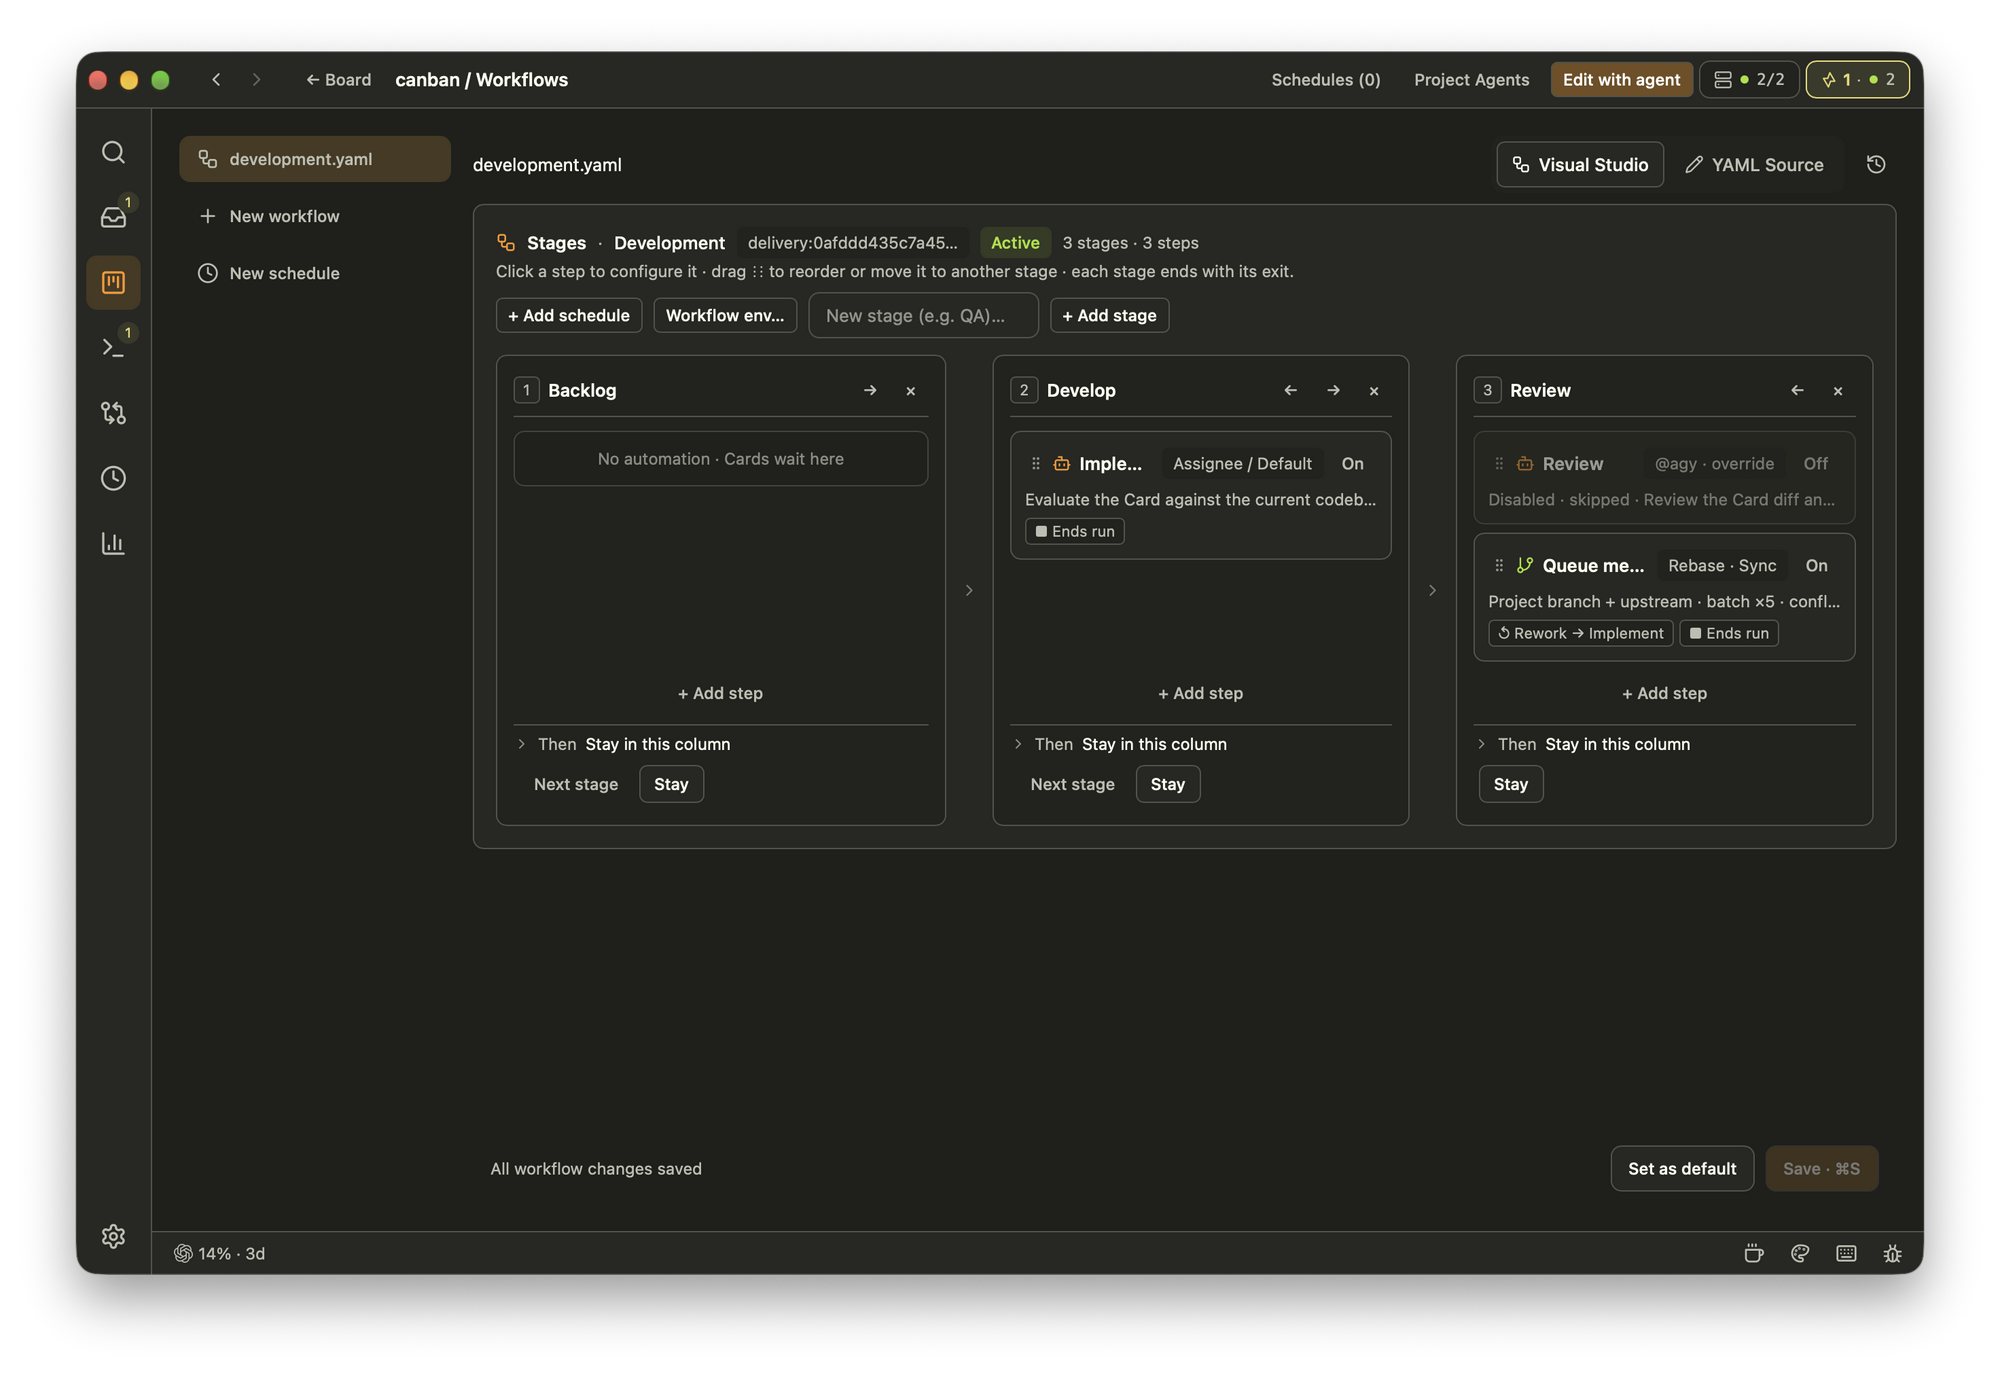 ← Board
canban / Workflows
Schedules (0)
Project Agents
Edit with agent
2/2
1 · 2
1
1
development.yaml
New workflow
New schedule
development.yaml
Visual Studio
YAML Source
Stages · Development
delivery:0afddd435c7a45...
Active
3 stages · 3 steps
Click a step to configure it · drag ⠿ to reorder or move it to another stage · each stage ends with its exit.
+ Add schedule
Workflow env...
New stage (e.g. QA)...
+ Add stage
1 Backlog → ×
No automation · Cards wait here
+ Add step
Then Stay in this column
Next stage
Stay
2 Develop ← → ×
Imple...
Assignee / Default
On
Evaluate the Card against the current codeb...
Ends run
+ Add step
Then Stay in this column
Next stage
Stay
3 Review ← ×
Review
@agy · override
Off
Disabled · skipped · Review the Card diff an...
Queue me...
Rebase · Sync
On
Project branch + upstream · batch ×5 · confl...
Rework → Implement
Ends run
+ Add step
Then Stay in this column
Stay
All workflow changes saved
Set as default
Save · ⌘S
14% · 3d